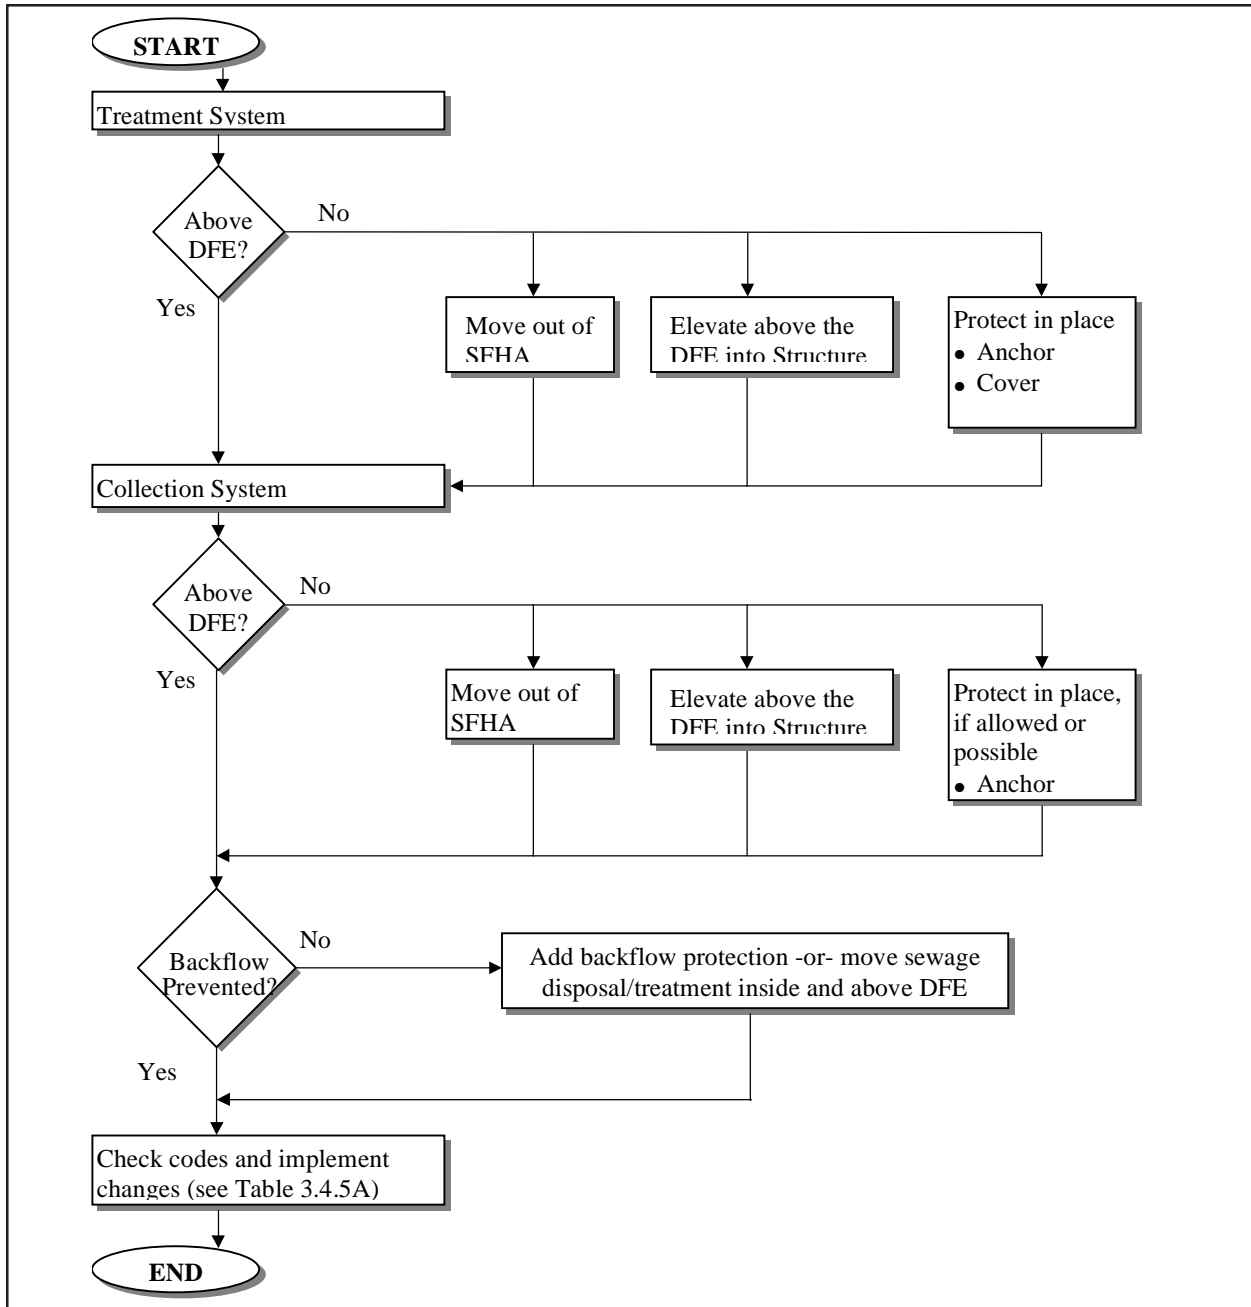 START
Treatment System
Above
DFE?
No
Yes
Move out of
SFHA
Elevate above the
DFE into Structure
Protect in place
• Anchor
• Cover
Collection System
Above
DFE?
No
Yes
Move out of
SFHA
Elevate above the
DFE into Structure
Protect in place,
if allowed or
possible
• Anchor
Backflow
Prevented?
No
Add backflow protection -or- move sewage
disposal/treatment inside and above DFE
Yes
Check codes and implement
changes (see Table 3.4.5A)
END